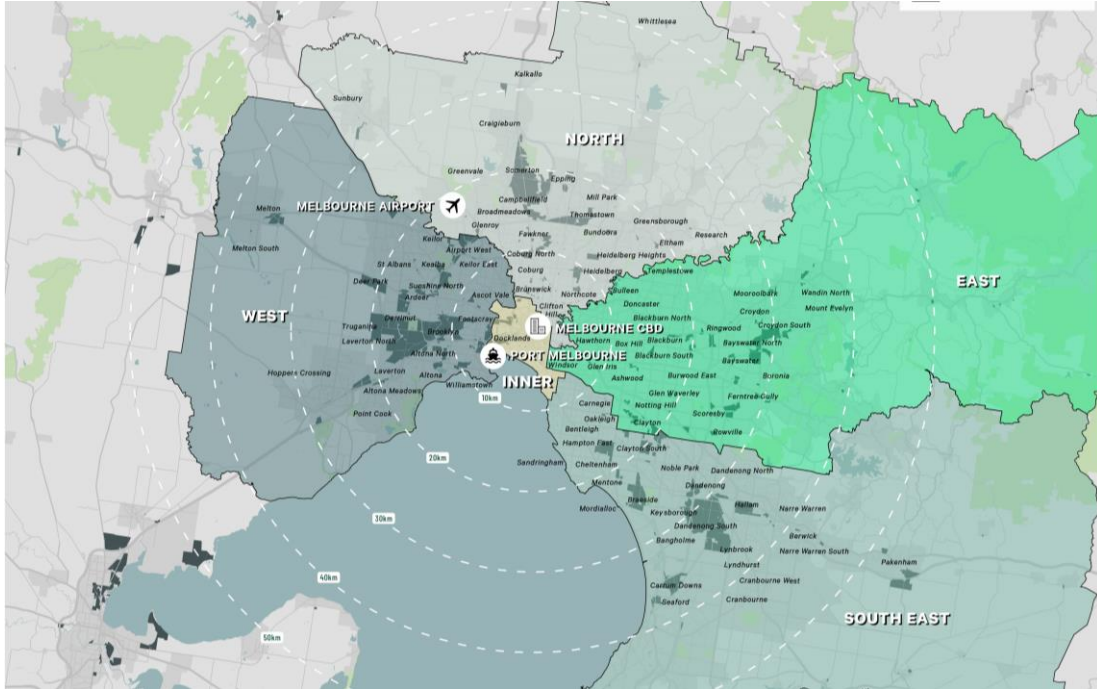 Whittlesea
Kalkallo
Sunbury
Craigieburn
NORTH
Greenvale
Somerton
Epping
Campbellfield
Mill Park
MELBOURNE AIRPORT
Broadmeadows
Thomastown
Greensborough
Melton
Glenroy
Fawkner
Bundoora
Research
Keilor
Airport West
Eltham
Melton South
Coburg North
Heidelberg Heights
St Albans
Kealba
Keilor East
Coburg
Heidelberg
Templestowe
Deer Park
Sunshine North
EAST
Brunswick
Bulleen
Mooroolbark
Wandin North
Ardeer
Ascot Vale
Northcote
Clifton
Hill
Doncaster
Mount Evelyn
WEST
Derrimut
Footscray
Blackburn North
Croydon
Truganina
Brooklyn
MELBOURNE CBD
Ringwood
Croydon South
Laverton North
Docklands
Hawthorn
Box Hill
Blackburn
Bayswater North
Altona North
PORT MELBOURNE
Blackburn South
Bayswater
Hoppers Crossing
Laverton
Altona
Windsor
Glen Iris
INNER
Ashwood
Burwood East
Boronia
Altona Meadows
Williamstown
10km
Glen Waverley
Ferntree Gully
Point Cook
Carnegie
Notting Hill
Scoresby
Oakleigh
Clayton
Bentleigh
Rowville
Hampton East
Clayton South
20km
Sandringham
Cheltenham
Noble Park
Dandenong North
Mentone
Dandenong
Braeside
Hallam
Mordialloc
Keysborough
Narre Warren
30km
Dandenong South
Bangholme
Berwick
Lynbrook
Narre Warren South
Lyndhurst
Pakenham
40km
Carrum Downs
Cranbourne West
Seaford
Cranbourne
SOUTH EAST
50km